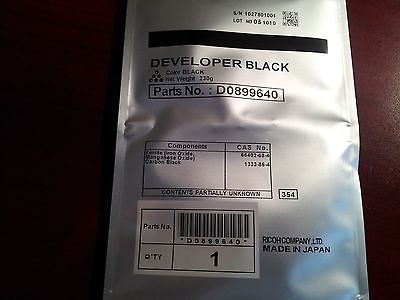 S/N 1027801001
LOT NO 051010
DEVELOPER BLACK
Color BLACK
Net Weight 230g
Parts No. : D0899640
Components CAS No.
Ferrite (Iron Oxide, 66402-68-4
Manganese Oxide)
Carbon Black 1333-86-4
CONTENTS PARTIALLY UNKNOWN
354
Parts No.
*D0899640*
Q'TY 1
RICOH COMPANY, LTD.
MADE IN JAPAN